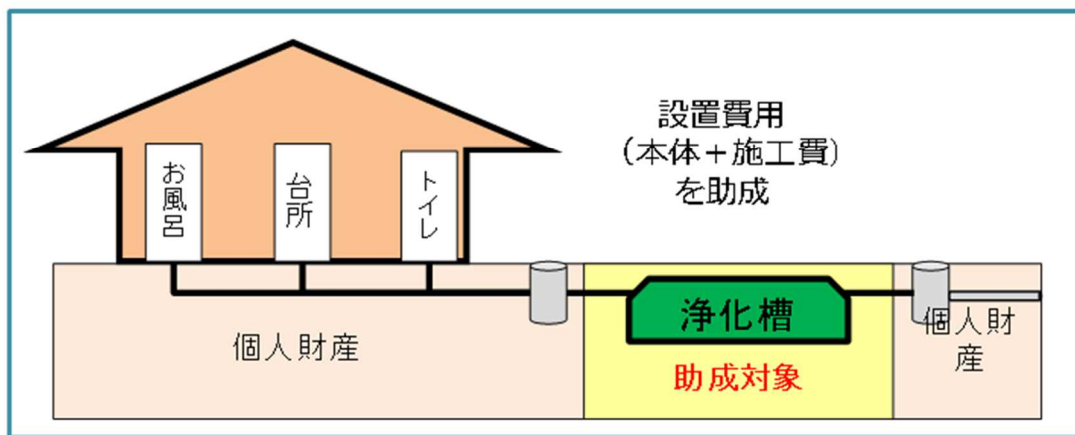 設置費用
（本体＋施工費）
を助成
お風呂
台所
トイレ
浄化槽
個人財産
助成対象
個人財
産